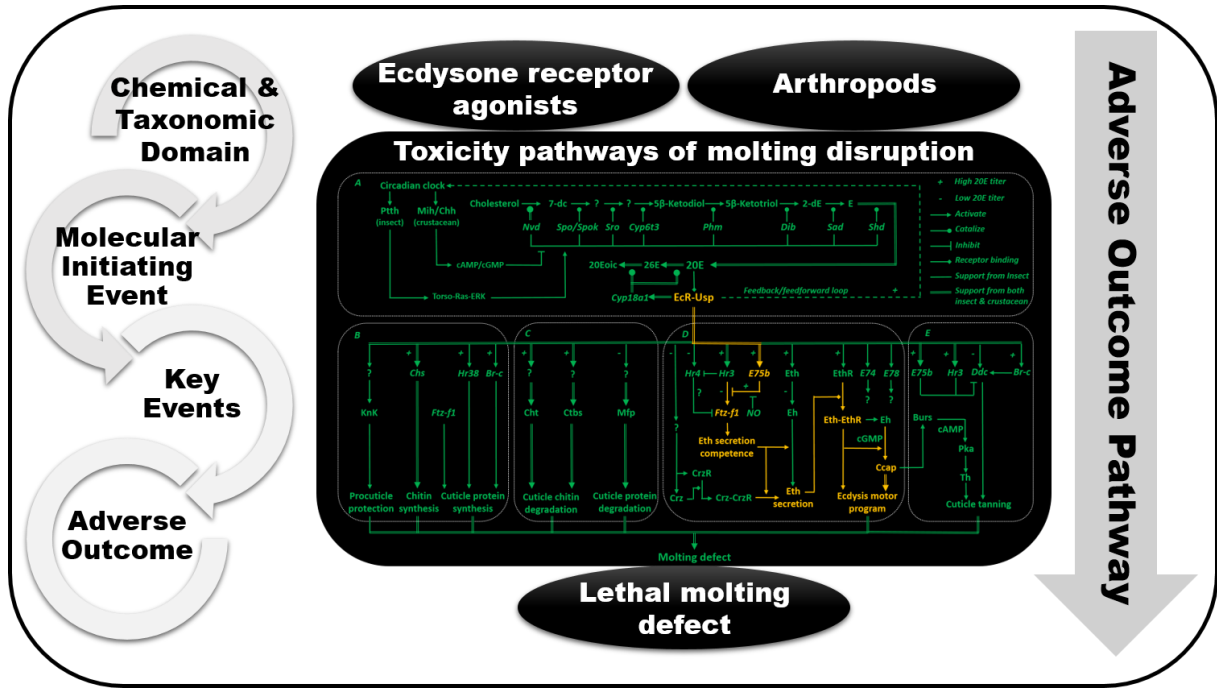 Chemical &
Taxonomic
Domain
Molecular
Initiating
Event
Key
Events
Adverse
Outcome
Ecdysone receptor
agonists
Arthropods
Toxicity pathways of molting disruption
A
Circadian clock
Ptth
(insect)
Mih/Chh
(crustacean)
Cholesterol
7-dc
?
?
5β-Ketodiol
5β-Ketotriol
2-dE
E
Nvd
Spo/Spok
Sro
Cyp6t3
Phm
Dib
Sad
Shd
cAMP/cGMP
Torso-Ras-ERK
20Eoic
26E
20E
Cyp18a1
EcR-Usp
Feedback/feedforward loop
+
+ High 20E titer
- Low 20E titer
Activate
Catalize
Inhibit
Receptor binding
Support from Insect
Support from both
insect & crustacean
B
+ + +
?
Chs
Hr38
Br-c
KnK
Ftz-f1
Procuticle
protection
Chitin
synthesis
Cuticle protein
synthesis
C
+ + -
? ? ?
Cht
Ctbs
Mfp
Cuticle chitin
degradation
Cuticle protein
degradation
D
- - + + + + + +
Hr4
Hr3
E75b
Eth
EthR
E74
E78
? - + - ? ?
Ftz-f1
NO
Eh
Eth-EthR
Eh
?
Eth secretion
competence
cGMP
Ccap
CrzR
Crz
Crz-CrzR
Eth
secretion
Ecdysis motor
program
E
+ + - +
E75b
Hr3
Ddc
Br-c
Burs
cAMP
Pka
Th
Cuticle tanning
Molting defect
Lethal molting
defect
Adverse Outcome Pathway